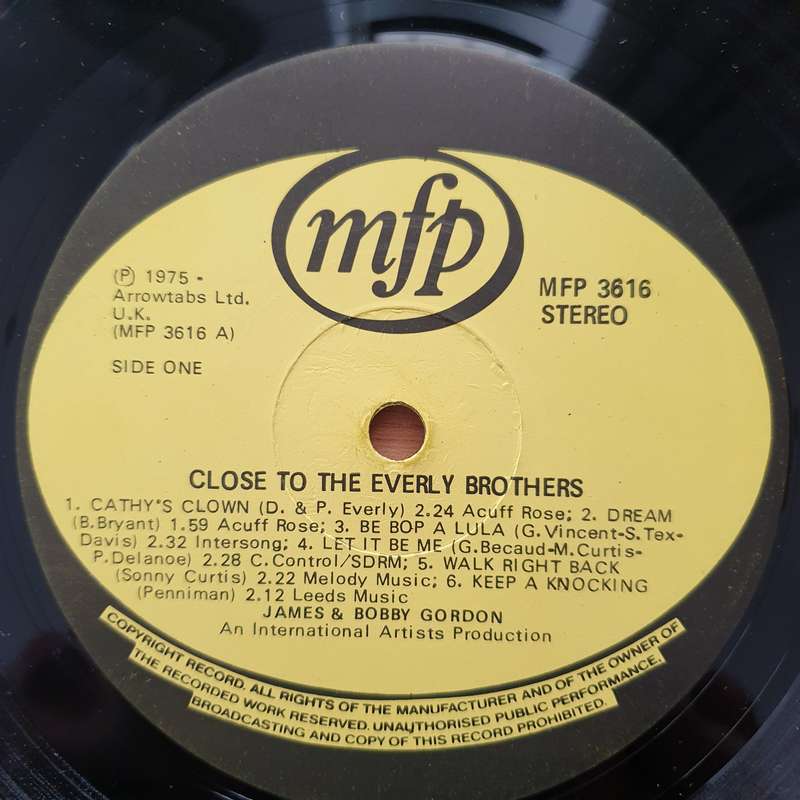 mfp
Ⓟ 1975 -
Arrowtabs Ltd.
U.K.
(MFP 3616 A)
SIDE ONE
MFP 3616
STEREO
CLOSE TO THE EVERLY BROTHERS
1. CATHY'S CLOWN (D. & P. Everly) 2.24 Acuff Rose; 2. DREAM
(B.Bryant) 1.59 Acuff Rose; 3. BE BOP A LULA (G.Vincent-S.Tex-
Davis) 2.32 Intersong; 4. LET IT BE ME (G.Becaud-M.Curtis-
P.Delanoe) 2.28 C.Control/SDRM; 5. WALK RIGHT BACK
(Sonny Curtis) 2.22 Melody Music; 6. KEEP A KNOCKING
(Penniman) 2.12 Leeds Music
JAMES & BOBBY GORDON
An International Artists Production
COPYRIGHT RECORD. ALL RIGHTS OF THE MANUFACTURER AND OF THE OWNER OF
THE RECORDED WORK RESERVED. UNAUTHORISED PUBLIC PERFORMANCE.
BROADCASTING AND COPY OF THIS RECORD PROHIBITED.